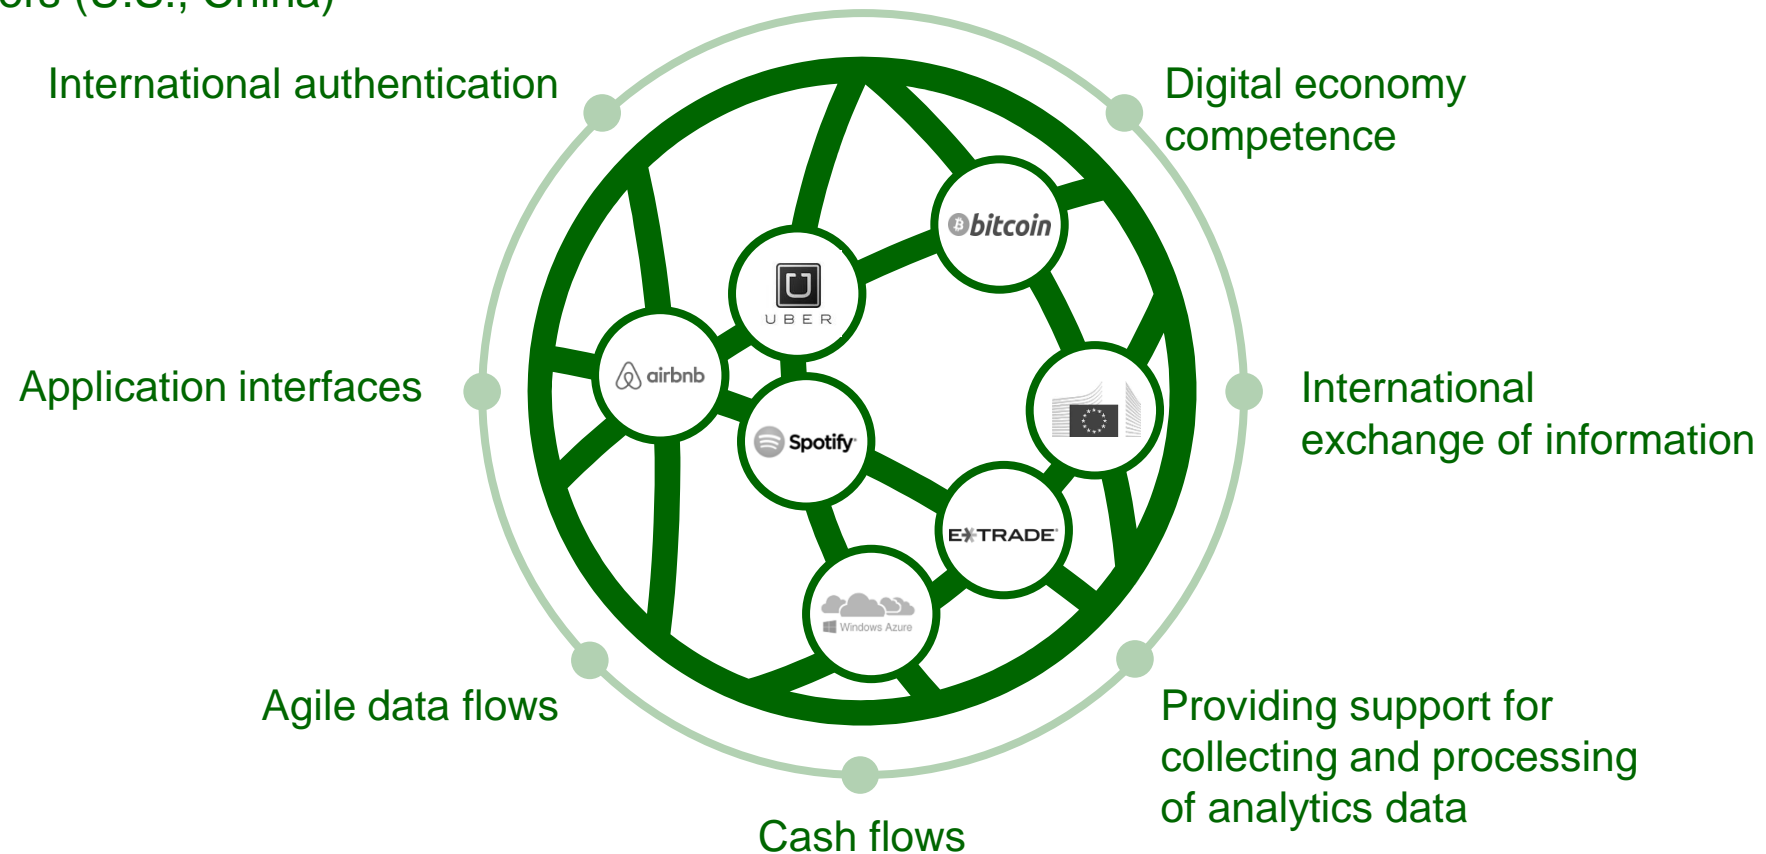 (U.S., China)
International authentication
Digital economy
competence
bitcoin
UBER
airbnb
Application interfaces
International
exchange of information
Spotify
E*TRADE
Windows Azure
Agile data flows
Providing support for
collecting and processing
of analytics data
Cash flows